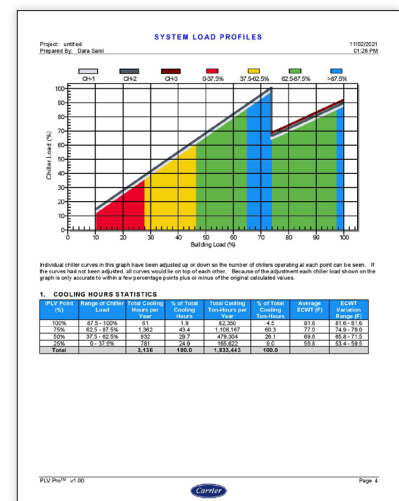 SYSTEM LOAD PROFILES
Project: untitled 11/02/2021
Prepared By: Dara Sami 01:26 PM
CH-1 CH-2 CH-3 0-37.5% 37.5-62.5% 62.5-87.5% >87.5%
100
90
80
70
60
50
40
30
20
10
0
Chiller Load (%)
0 10 20 30 40 50 60 70 80 90 100
Building Load (%)
Individual chiller curves in this graph have been adjusted up or down so the number of chillers operating at each point can be seen. If
the curves had not been adjusted, all curves would lie on top of each other. Because of the adjustment each chiller load shown on the
graph is only accurate to within a few percentage points plus or minus of the original calculated values.
1. COOLING HOURS STATISTICS
IPLV Point (%) Range of Chiller Load Total Cooling Hours per Year % of Total Cooling Hours Total Cooling Ton-Hours per Year % of Total Cooling Ton-Hours Average ECWT (F) ECWT Variation Range (F)
100% 87.5 - 100% 61 1.9 82,350 4.5 81.6 81.6 - 81.6
75% 62.5 - 87.5% 1,362 43.4 1,106,167 60.3 77.0 74.9 - 79.0
50% 37.5 - 62.5% 932 29.7 479,304 26.1 69.6 65.8 - 71.5
25% 0 - 37.5% 781 24.9 165,622 9.0 59.8 53.4 - 59.5
Total 3,136 100.0 1,833,443 100.0
PLV Pro™ v1.00 Page 4
Carrier